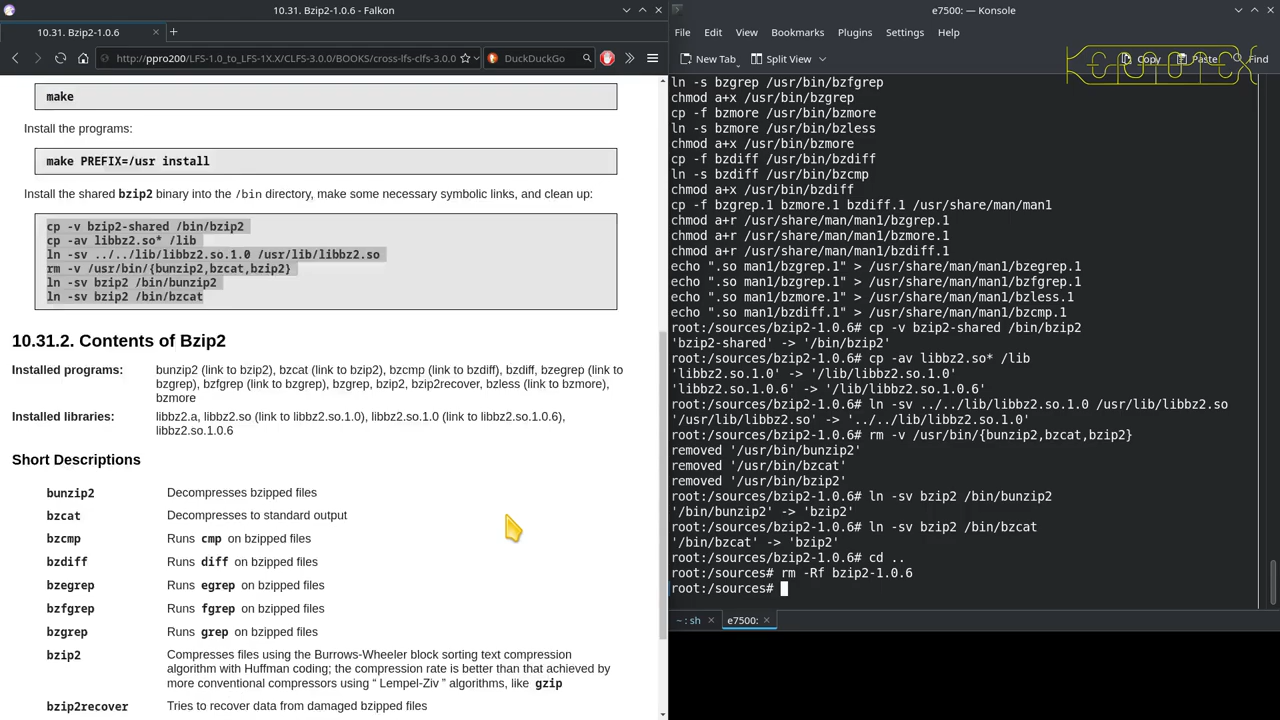 10.31. Bzip2-1.0.6 - Falkon
10.31. Bzip2-1.0.6
http://ppro200/LFS-1.0_to_LFS-1X.X/CLFS-3.0.0/BOOKS/cross-lfs-clfs-3.0.0
DuckDuckGo
make
Install the programs:
make PREFIX=/usr install
Install the shared bzip2 binary into the /bin directory, make some necessary symbolic links, and clean up:
cp -v bzip2-shared /bin/bzip2
cp -av libbz2.so* /lib
ln -sv ../../lib/libbz2.so.1.0 /usr/lib/libbz2.so
rm -v /usr/bin/{bunzip2,bzcat,bzip2}
ln -sv bzip2 /bin/bunzip2
ln -sv bzip2 /bin/bzcat
10.31.2. Contents of Bzip2
Installed programs: bunzip2 (link to bzip2), bzcat (link to bzip2), bzcmp (link to bzdiff), bzdiff, bzegrep (link to
bzgrep), bzfgrep (link to bzgrep), bzgrep, bzip2, bzip2recover, bzless (link to bzmore),
bzmore
Installed libraries: libbz2.a, libbz2.so (link to libbz2.so.1.0), libbz2.so.1.0 (link to libbz2.so.1.0.6),
libbz2.so.1.0.6
Short Descriptions
bunzip2 Decompresses bzipped files
bzcat Decompresses to standard output
bzcmp Runs cmp on bzipped files
bzdiff Runs diff on bzipped files
bzegrep Runs egrep on bzipped files
bzfgrep Runs fgrep on bzipped files
bzgrep Runs grep on bzipped files
bzip2 Compresses files using the Burrows-Wheeler block sorting text compression
algorithm with Huffman coding; the compression rate is better than that achieved by
more conventional compressors using “ Lempel-Ziv ” algorithms, like gzip
bzip2recover Tries to recover data from damaged bzipped files
e7500: — Konsole
File Edit View Bookmarks Plugins Settings Help
New Tab Split View Copy Paste Find
ln -s bzgrep /usr/bin/bzfgrep
chmod a+x /usr/bin/bzgrep
cp -f bzmore /usr/bin/bzmore
ln -s bzmore /usr/bin/bzless
chmod a+x /usr/bin/bzmore
cp -f bzdiff /usr/bin/bzdiff
ln -s bzdiff /usr/bin/bzcmp
chmod a+x /usr/bin/bzdiff
cp -f bzgrep.1 bzmore.1 bzdiff.1 /usr/share/man/man1
chmod a+r /usr/share/man/man1/bzgrep.1
chmod a+r /usr/share/man/man1/bzmore.1
chmod a+r /usr/share/man/man1/bzdiff.1
echo ".so man1/bzgrep.1" > /usr/share/man/man1/bzegrep.1
echo ".so man1/bzgrep.1" > /usr/share/man/man1/bzfgrep.1
echo ".so man1/bzmore.1" > /usr/share/man/man1/bzless.1
echo ".so man1/bzdiff.1" > /usr/share/man/man1/bzcmp.1
root:/sources/bzip2-1.0.6# cp -v bzip2-shared /bin/bzip2
'bzip2-shared' -> '/bin/bzip2'
root:/sources/bzip2-1.0.6# cp -av libbz2.so* /lib
'libbz2.so.1.0' -> '/lib/libbz2.so.1.0'
'libbz2.so.1.0.6' -> '/lib/libbz2.so.1.0.6'
root:/sources/bzip2-1.0.6# ln -sv ../../lib/libbz2.so.1.0 /usr/lib/libbz2.so
'/usr/lib/libbz2.so' -> '../../lib/libbz2.so.1.0'
root:/sources/bzip2-1.0.6# rm -v /usr/bin/{bunzip2,bzcat,bzip2}
removed '/usr/bin/bunzip2'
removed '/usr/bin/bzcat'
removed '/usr/bin/bzip2'
root:/sources/bzip2-1.0.6# ln -sv bzip2 /bin/bunzip2
'/bin/bunzip2' -> 'bzip2'
root:/sources/bzip2-1.0.6# ln -sv bzip2 /bin/bzcat
'/bin/bzcat' -> 'bzip2'
root:/sources/bzip2-1.0.6# cd ..
root:/sources# rm -Rf bzip2-1.0.6
root:/sources#
~ : sh e7500: